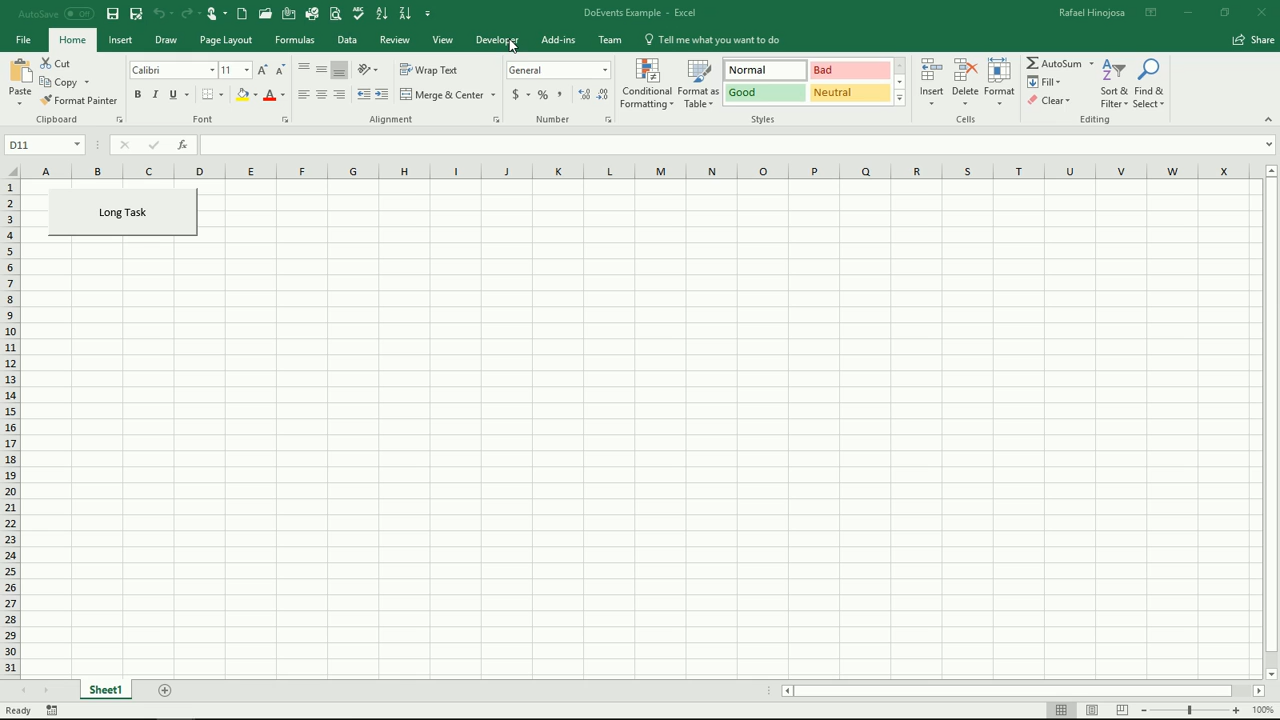 AutoSave Off DoEvents Example - Excel Rafael Hinojosa
File Home Insert Draw Page Layout Formulas Data Review View Developer Add-ins Team Tell me what you want to do Share
Paste
Cut
Copy
Format Painter
Clipboard
Calibri 11
B I U
Font
Wrap Text
Merge & Center
Alignment
General
$ % ,
Number
Conditional
Formatting
Format as
Table
Normal Bad
Good Neutral
Styles
Insert Delete Format
Cells
AutoSum
Fill
Clear
Sort &
Filter
Find &
Select
Editing
D11 fx
A B C D E F G H I J K L M N O P Q R S T U V W X
1
2
3
4
5
6
7
8
9
10
11
12
13
14
15
16
17
18
19
20
21
22
23
24
25
26
27
28
29
30
31
Long Task
Sheet1
Ready 100%